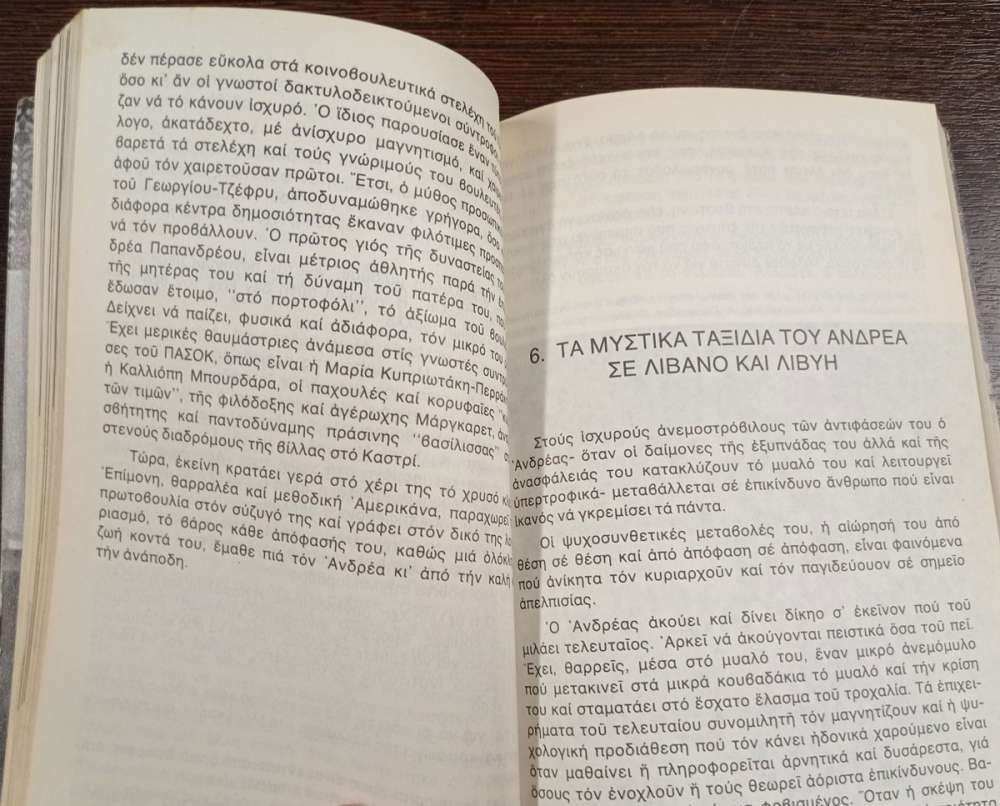 δέν πέρασε εὔκολα στά κοινοβουλευτικά στελέχη
ὅσο κι' ἄν οἱ γνωστοί δακτυλοδεικτούμενοι
ζαν νά τό κάνουν ἰσχυρό. Ὁ ἴδιος παρουσίασε ἕναν
λογο, ἀκατάδεχτο, μέ ἀνίσχυρο μαγνητισμό, καί
βαρετά τά στελέχη καί τούς γνώριμούς του
ἀφοῦ τόν χαιρετοῦσαν πρῶτοι. Ἔτσι, ὁ μύθος
τοῦ Γεωργίου-Τζέφρυ, ἀποδυναμώθηκε γρήγορα, ὅσο
διάφορα κέντρα δημοσιότητας ἔκαναν φιλότιμες
νά τόν προβάλλουν. Ὁ πρῶτος γιός τῆς δυναστείας
δρέα Παπανδρέου, εἶναι μέτριος ἀθλητής παρά τήν
τῆς μητέρας του καί τή δύναμη τοῦ πατέρα του,
ἔδωσαν ἕτοιμο, "στό πορτοφόλι", τό ἀξίωμα τοῦ
Δείχνει νά παίζει, φυσικά καί ἀδιάφορα, τόν μικρό του
Ἔχει μερικές θαυμάστριες ἀνάμεσα στίς γνωστές
σες τοῦ ΠΑΣΟΚ, ὅπως εἶναι ἡ Μαρία
ἡ Καλλιόπη Μπουρδάρα, οἱ παχουλές καί κορυφαῖες
τῶν τιμῶν", τῆς φιλόδοξης καί ἀγέρωχης Μάργκαρετ,
σβήτητης καί παντοδύναμης πράσινης "βασίλισσας"
στενούς διαδρόμους τῆς βίλλας στό Καστρί.
Τώρα, ἐκείνη κρατάει γερά στό χέρι της τό χρυσό
Ἐπίμονη, θαρραλέα καί μεθοδική Ἀμερικάνα, παραχωρεῖ
πρωτοβουλία στόν σύζυγό της καί γράφει στόν δικό της
ριασμό, τό βάρος κάθε ἀπόφασής του, καθώς μιά
ζωή κοντά του, ἔμαθε πιά τόν Ἀνδρέα κι' ἀπό τήν καλή
τήν ἀνάποδη.
6. ΤΑ ΜΥΣΤΙΚΑ ΤΑΞΙΔΙΑ ΤΟΥ ΑΝΔΡΕΑ
ΣΕ ΛΙΒΑΝΟ ΚΑΙ ΛΙΒΥΗ
Στούς ἰσχυρούς ἀνεμοστρόβιλους τῶν ἀντιφάσεών του ὁ
Ἀνδρέας- ὅταν οἱ δαίμονες τῆς ἐξυπνάδας του ἀλλά καί τῆς
ἀνασφάλειάς του κατακλύζουν τό μυαλό του καί λειτουργεῖ
ὑπερτροφικά- μεταβάλλεται σέ ἐπικίνδυνο ἄνθρωπο πού εἶναι
ἱκανός νά γκρεμίσει τά πάντα.
Οἱ ψυχοσυνθετικές μεταβολές του, ἡ αἰώρησή του ἀπό
θέση σέ θέση καί ἀπό ἀπόφαση σέ ἀπόφαση, εἶναι φαινόμενα
πού ἀνίκητα τόν κυριαρχοῦν καί τόν παγιδεύουον σέ σημεῖο
ἀπελπισίας.
Ὁ Ἀνδρέας ἀκούει καί δίνει δίκηο σ' ἐκεῖνον πού τοῦ
μιλάει τελευταῖος. Ἀρκεῖ νά ἀκούγονται πειστικά ὅσα τοῦ πεῖ.
Ἔχει, θαρρεῖς, μέσα στό μυαλό του, ἕναν μικρό ἀνεμόμυλο
πού μετακινεῖ στά μικρά κουβαδάκια τό μυαλό καί τήν κρίση
του καί σταματάει στό ἔσχατο ἔλασμα τοῦ τροχαλία. Τά ἐπιχει-
ρήματα τοῦ τελευταίου συνομιλητῆ τόν μαγνητίζουν καί ἡ ψυ-
χολογική προδιάθεση πού τόν κάνει ἡδονικά χαρούμενο εἶναι
ὅταν μαθαίνει ἤ πληροφορεῖται ἀρνητικά καί δυσάρεστα, γιά
ὅσους τόν ἐνοχλοῦν ἤ τούς θεωρεῖ ἀόριστα ἐπικίνδυνους. Βα-
φοβισμένος. Ὅταν ἡ σκέψη του